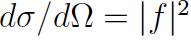 dσ/dΩ = |f|²